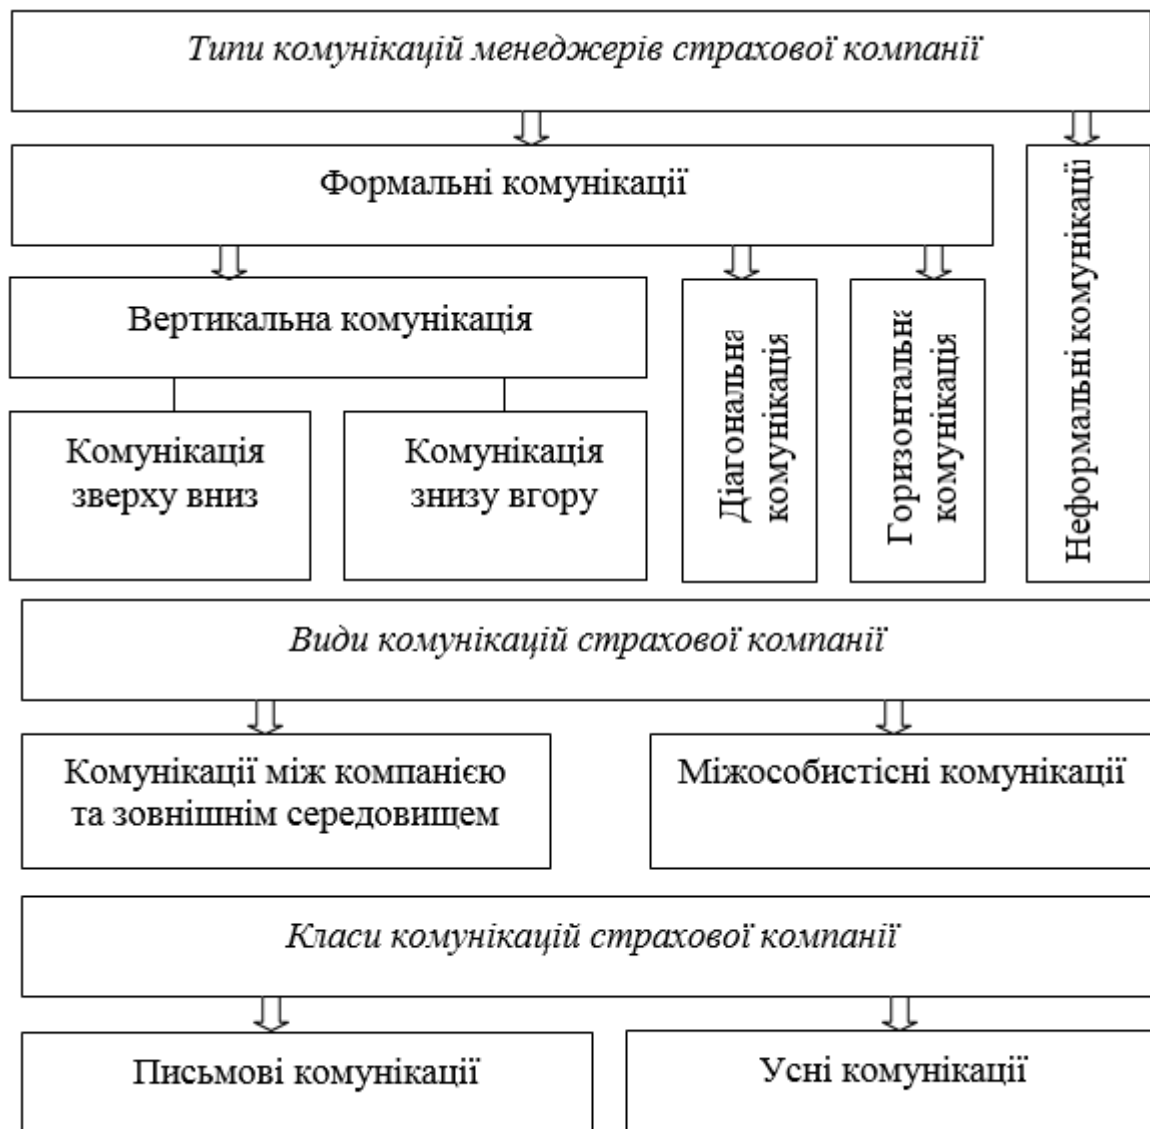 Типи комунікацій менеджерів страхової компанії
Формальні комунікації
Неформальні комунікації
Вертикальна комунікація
Діагональна
комунікація
Горизонтальна
комунікація
Комунікація
зверху вниз
Комунікація
знизу вгору
Види комунікацій страхової компанії
Комунікації між компанією
та зовнішнім середовищем
Міжособистісні комунікації
Класи комунікацій страхової компанії
Письмові комунікації
Усні комунікації